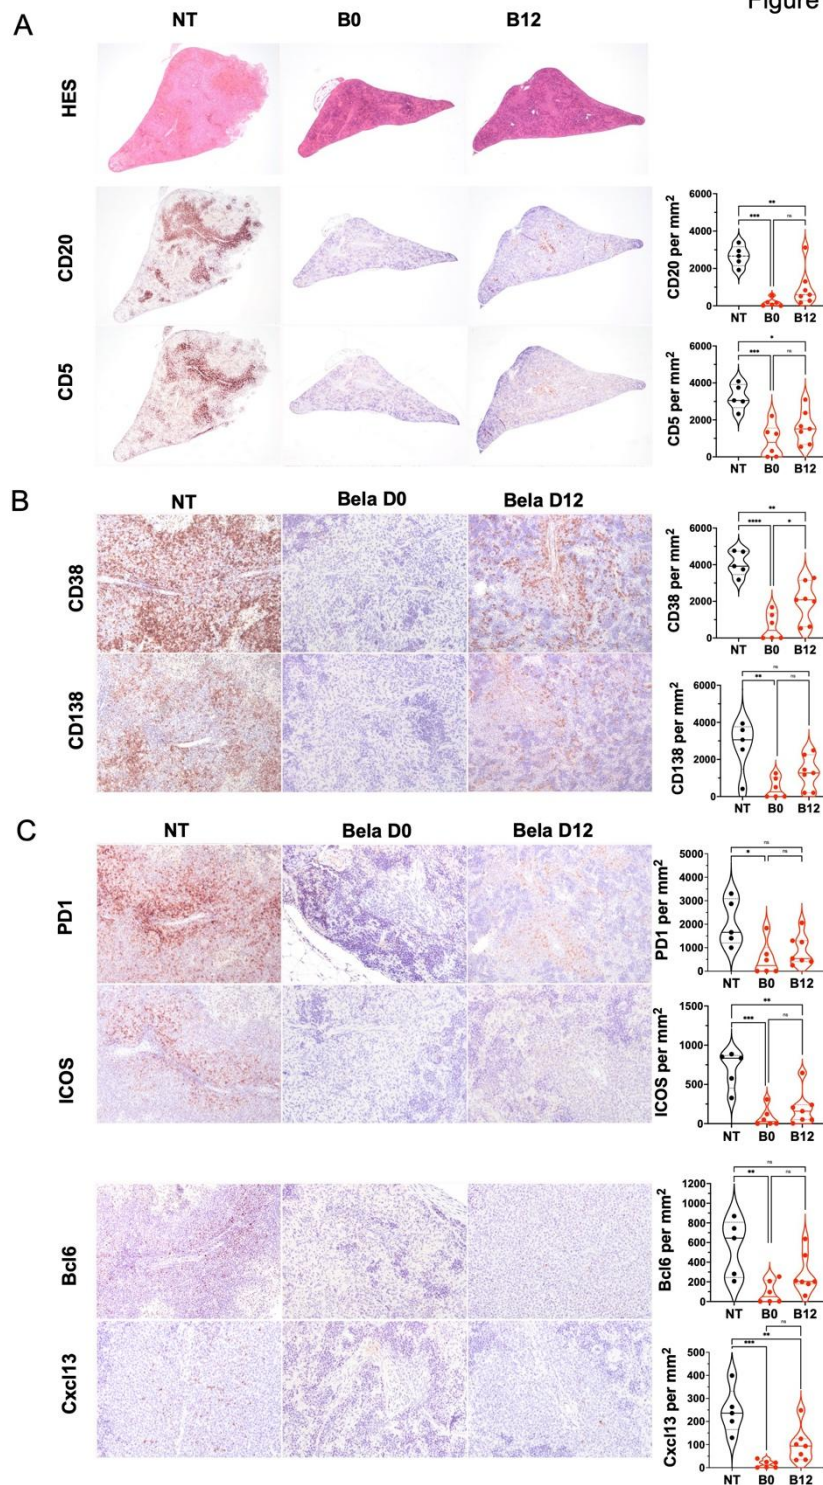 Figure
A
NT B0 B12
HES
CD20
CD20 per mm²
6000
4000
2000
0
** 
*** ns
NT B0 B12
CD5
CD5 per mm²
6000
4000
2000
0
*
*** ns
NT B0 B12
B
NT Bela D0 Bela D12
CD38
CD38 per mm²
6000
4000
2000
0
**
**** *
NT B0 B12
CD138
CD138 per mm²
6000
4000
2000
0
ns
** ns
NT B0 B12
C
NT Bela D0 Bela D12
PD1
PD1 per mm²
5000
4000
3000
2000
1000
0
ns
* ns
NT B0 B12
ICOS
ICOS per mm²
1500
1000
500
0
**
*** ns
NT B0 B12
Bcl6
Bcl6 per mm²
1200
1000
800
600
400
200
0
ns
** ns
NT B0 B12
Cxcl13
Cxcl13 per mm²
500
400
300
200
100
0
ns
**
***
NT B0 B12